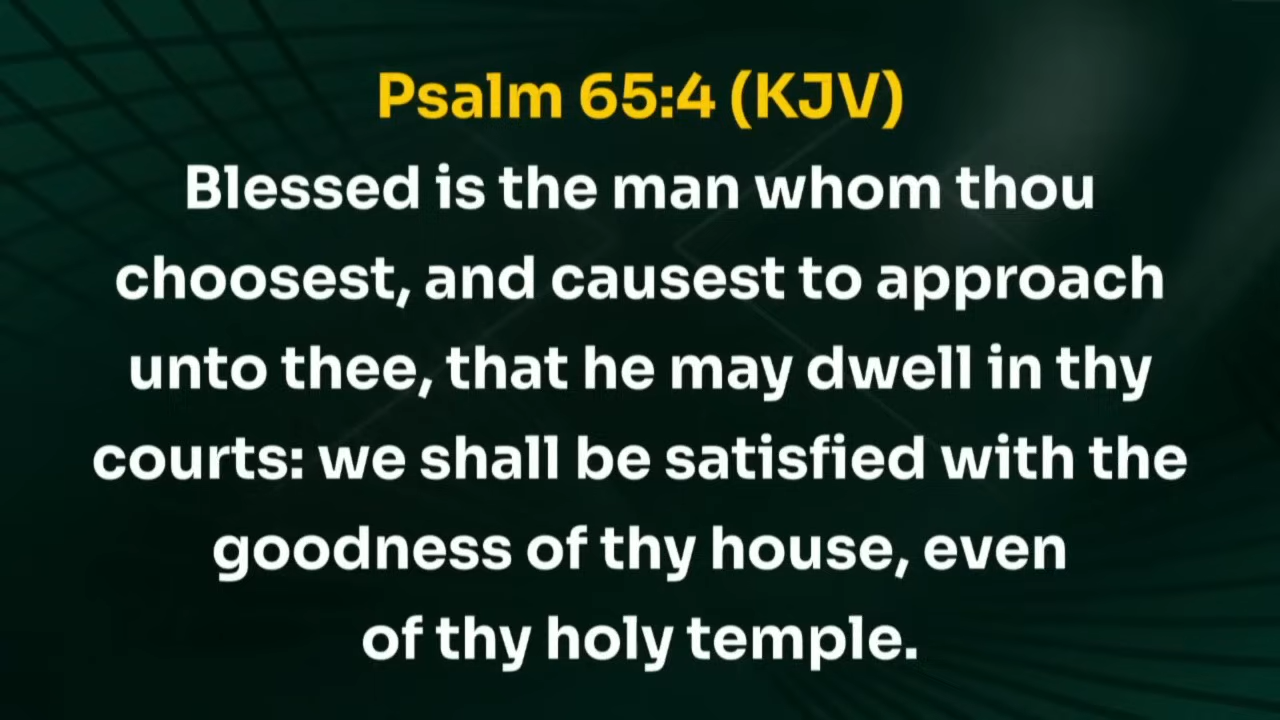 Psalm 65:4 (KJV)
Blessed is the man whom thou
choosest, and causest to approach
unto thee, that he may dwell in thy
courts: we shall be satisfied with the
goodness of thy house, even
of thy holy temple.